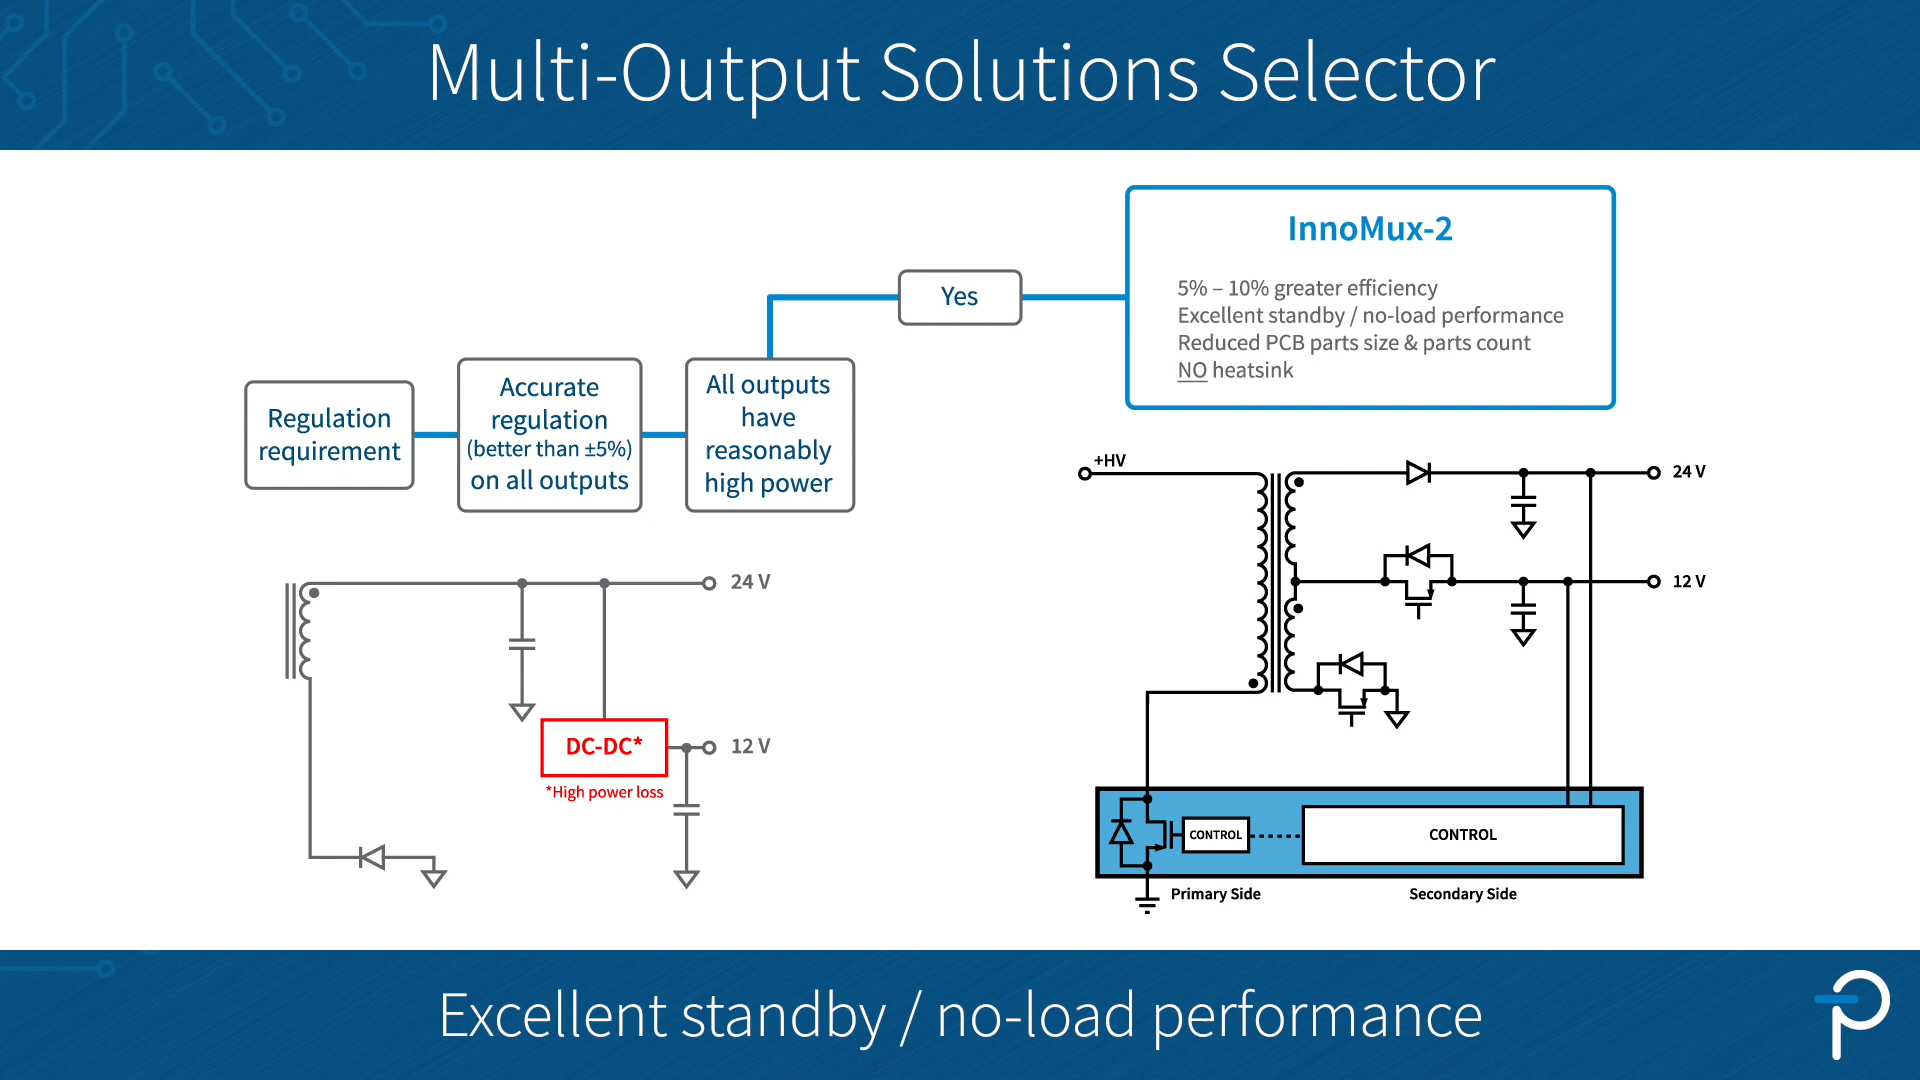 Multi-Output Solutions Selector
InnoMux-2
5% – 10% greater efficiency
Excellent standby / no-load performance
Reduced PCB parts size & parts count
NO heatsink
Yes
Regulation
requirement
Accurate
regulation
(better than ±5%)
on all outputs
All outputs
have
reasonably
high power
24 V
DC-DC*
*High power loss
12 V
+HV
24 V
12 V
CONTROL
CONTROL
Primary Side
Secondary Side
Excellent standby / no-load performance